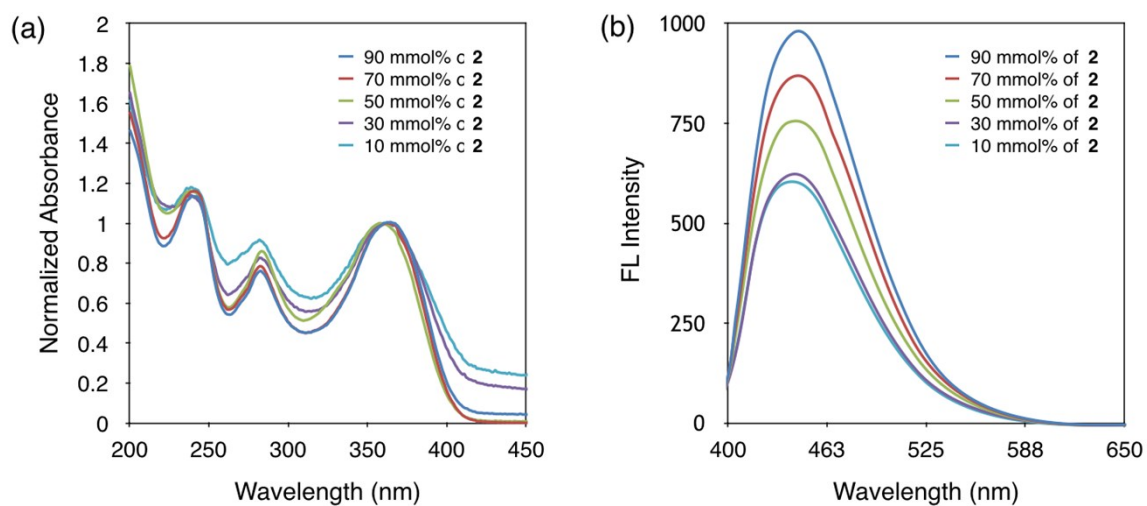 (a)
Normalized Absorbance
2
1.8
1.6
1.4
1.2
1
0.8
0.6
0.4
0.2
0
90 mmol% c 2
70 mmol% c 2
50 mmol% c 2
30 mmol% c 2
10 mmol% c 2
200 250 300 350 400 450
Wavelength (nm)
(b)
FL Intensity
1000
750
500
250
0
90 mmol% of 2
70 mmol% of 2
50 mmol% of 2
30 mmol% of 2
10 mmol% of 2
400 463 525 588 650
Wavelength (nm)